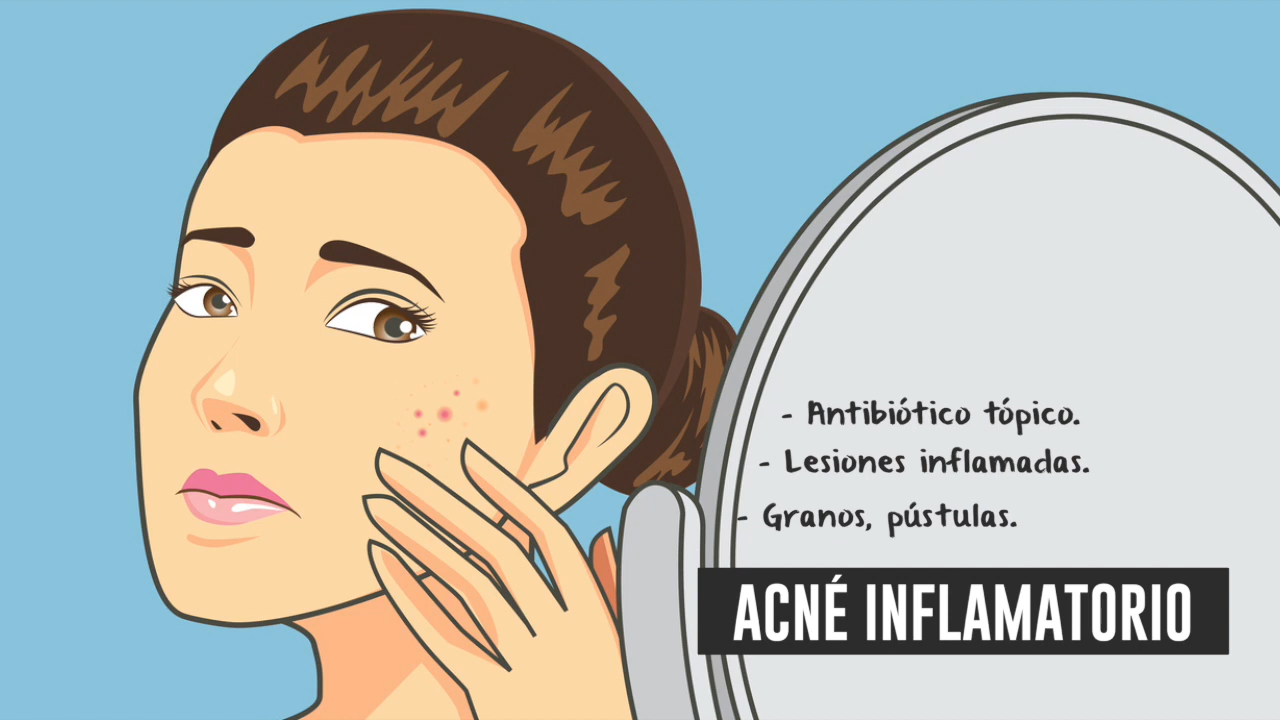 - Antibiótico tópico.
- Lesiones inflamadas.
- Granos, pústulas.
ACNÉ INFLAMATORIO